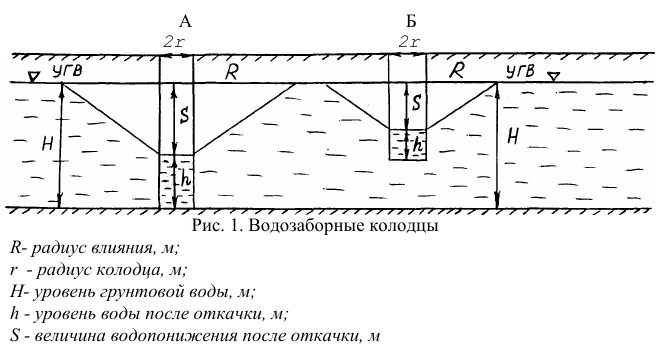 А Б
2r 2r
УГВ R R УГВ
S S
H h h H
Рис. 1. Водозаборные колодцы
R- радиус влияния, м;
r - радиус колодца, м;
H- уровень грунтовой воды, м;
h - уровень воды после откачки, м;
S - величина водопонижения после откачки, м